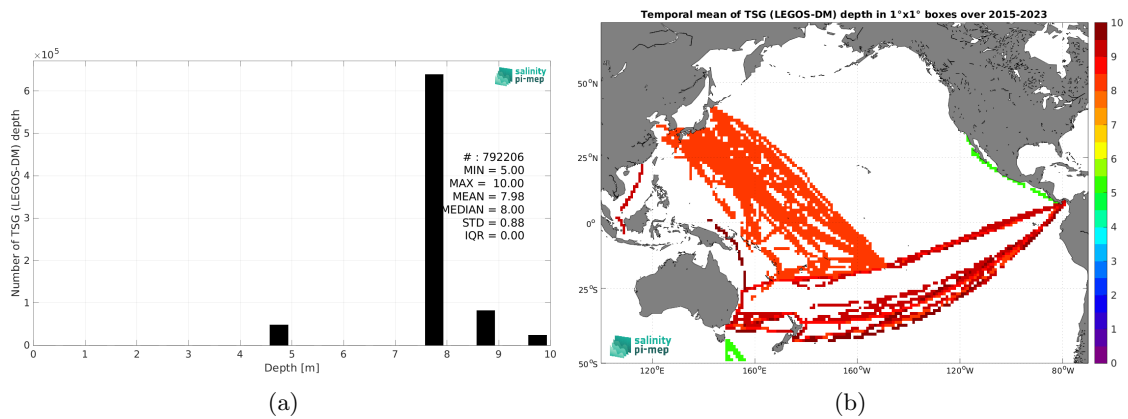 ×10^5
6
5
4
3
2
1
0
Number of TSG (LEGOS-DM) depth
salinity
pi-mep
# : 792206
MIN = 5.00
MAX = 10.00
MEAN = 7.98
MEDIAN = 8.00
STD = 0.88
IQR = 0.00
0 1 2 3 4 5 6 7 8 9 10
Depth [m]
(a)
Temporal mean of TSG (LEGOS-DM) depth in 1°x1° boxes over 2015-2023
50°N
25°N
0°
25°S
50°S
120°E 160°E 160°W 120°W 80°W
salinity
pi-mep
10
9
8
7
6
5
4
3
2
1
0
(b)